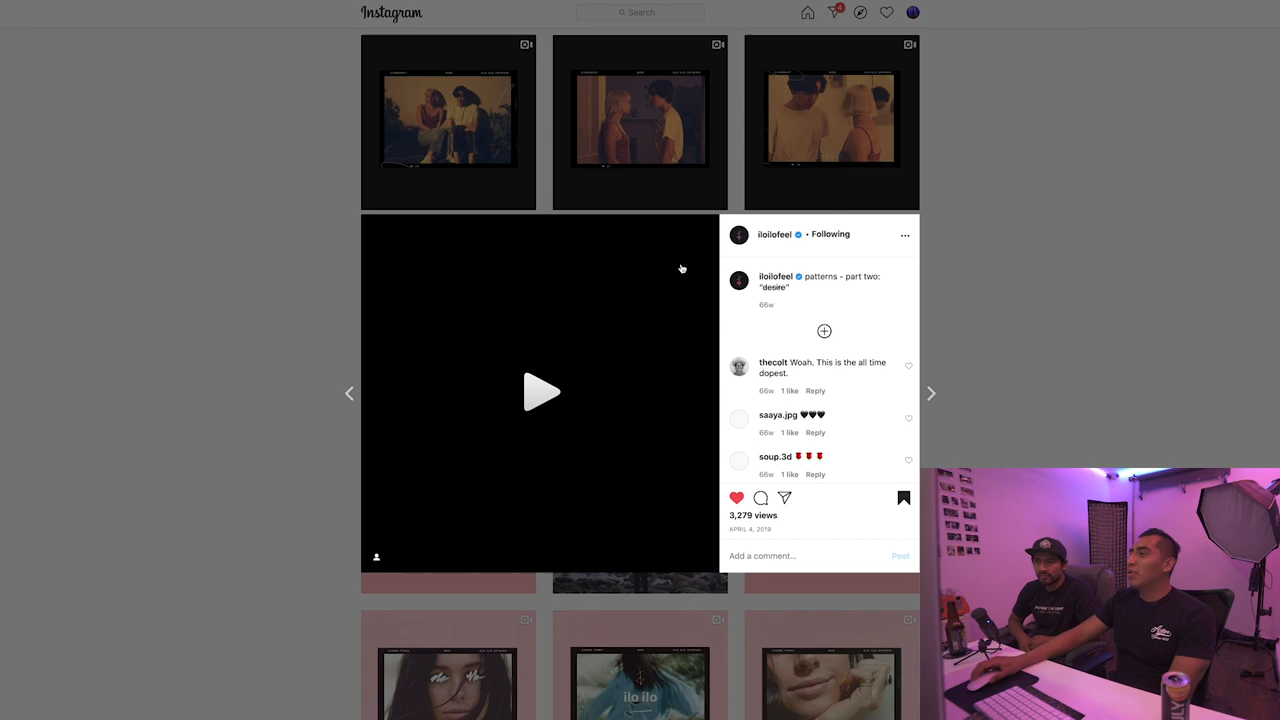 Instagram
Search
4
iloilofeel • Following
iloilofeel patterns - part two:
"desire"
66w
thecolt Woah. This is the all time
dopest.
66w 1 like Reply
saaya.jpg 🖤🖤🖤
66w 1 like Reply
soup.3d 🌹🌹🌹
66w 1 like Reply
3,279 views
APRIL 4, 2019
Add a comment... Post
ilo ilo